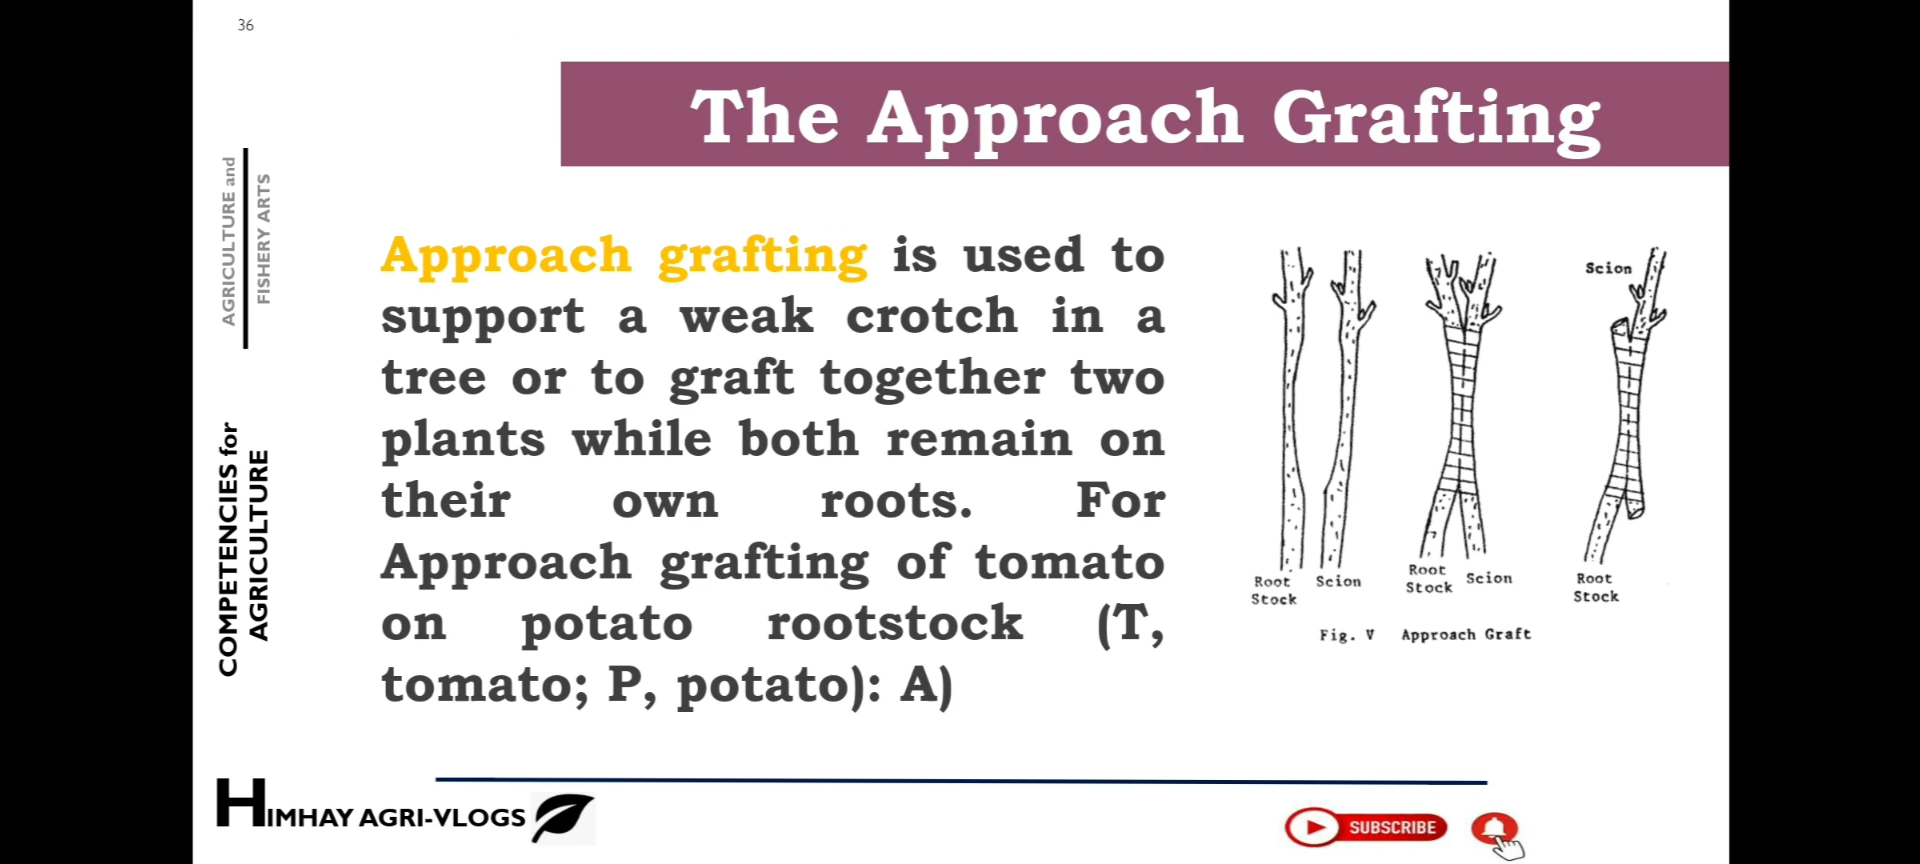 36
The Approach Grafting
AGRICULTURE and
FISHERY ARTS
COMPETENCIES for
AGRICULTURE
Approach grafting is used to
support a weak crotch in a
tree or to graft together two
plants while both remain on
their own roots. For
Approach grafting of tomato
on potato rootstock (T,
tomato; P, potato): A)
Scion
Root
Stock
Scion
Root
Stock
Scion
Root
Stock
Fig. V Approach Graft
HIMHAY AGRI-VLOGS
SUBSCRIBE